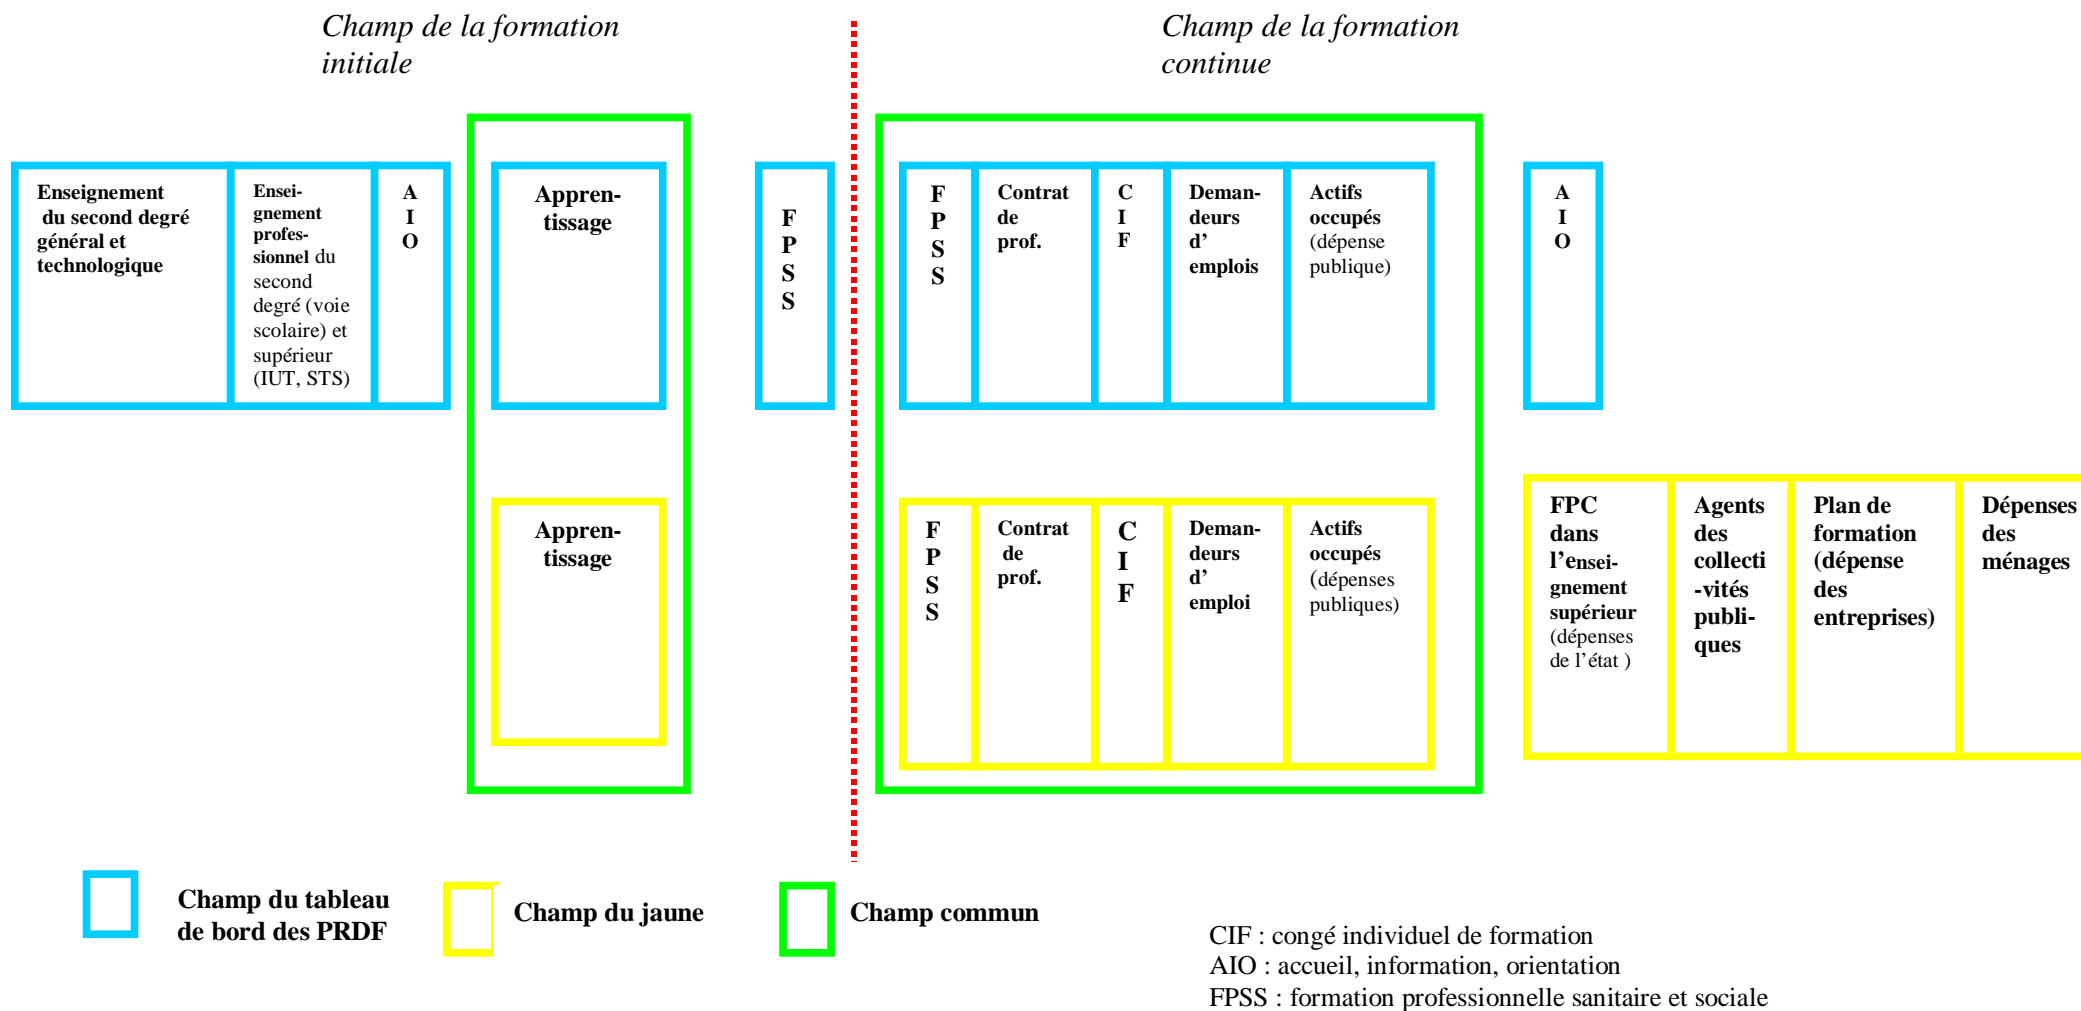 Champ de la formation
initiale
Champ de la formation
continue
Enseignement
du second degré
général et
technologique
Ensei-
gnement
profes-
sionnel du
second
degré (voie
scolaire) et
supérieur
(IUT, STS)
A
I
O
Appren-
tissage
F
P
S
S
F
P
S
S
Contrat
de
prof.
C
I
F
Deman-
deurs
d’
emplois
Actifs
occupés
(dépense
publique)
A
I
O
Appren-
tissage
F
P
S
S
Contrat
de
prof.
C
I
F
Deman-
deurs
d’
emploi
Actifs
occupés
(dépenses
publiques)
FPC
dans
l’ensei-
gnement
supérieur
(dépenses
de l’état )
Agents
des
collecti
-vités
publi-
ques
Plan de
formation
(dépense
des
entreprises)
Dépenses
des
ménages
Champ du tableau
de bord des PRDF
Champ du jaune
Champ commun
CIF : congé individuel de formation
AIO : accueil, information, orientation
FPSS : formation professionnelle sanitaire et sociale